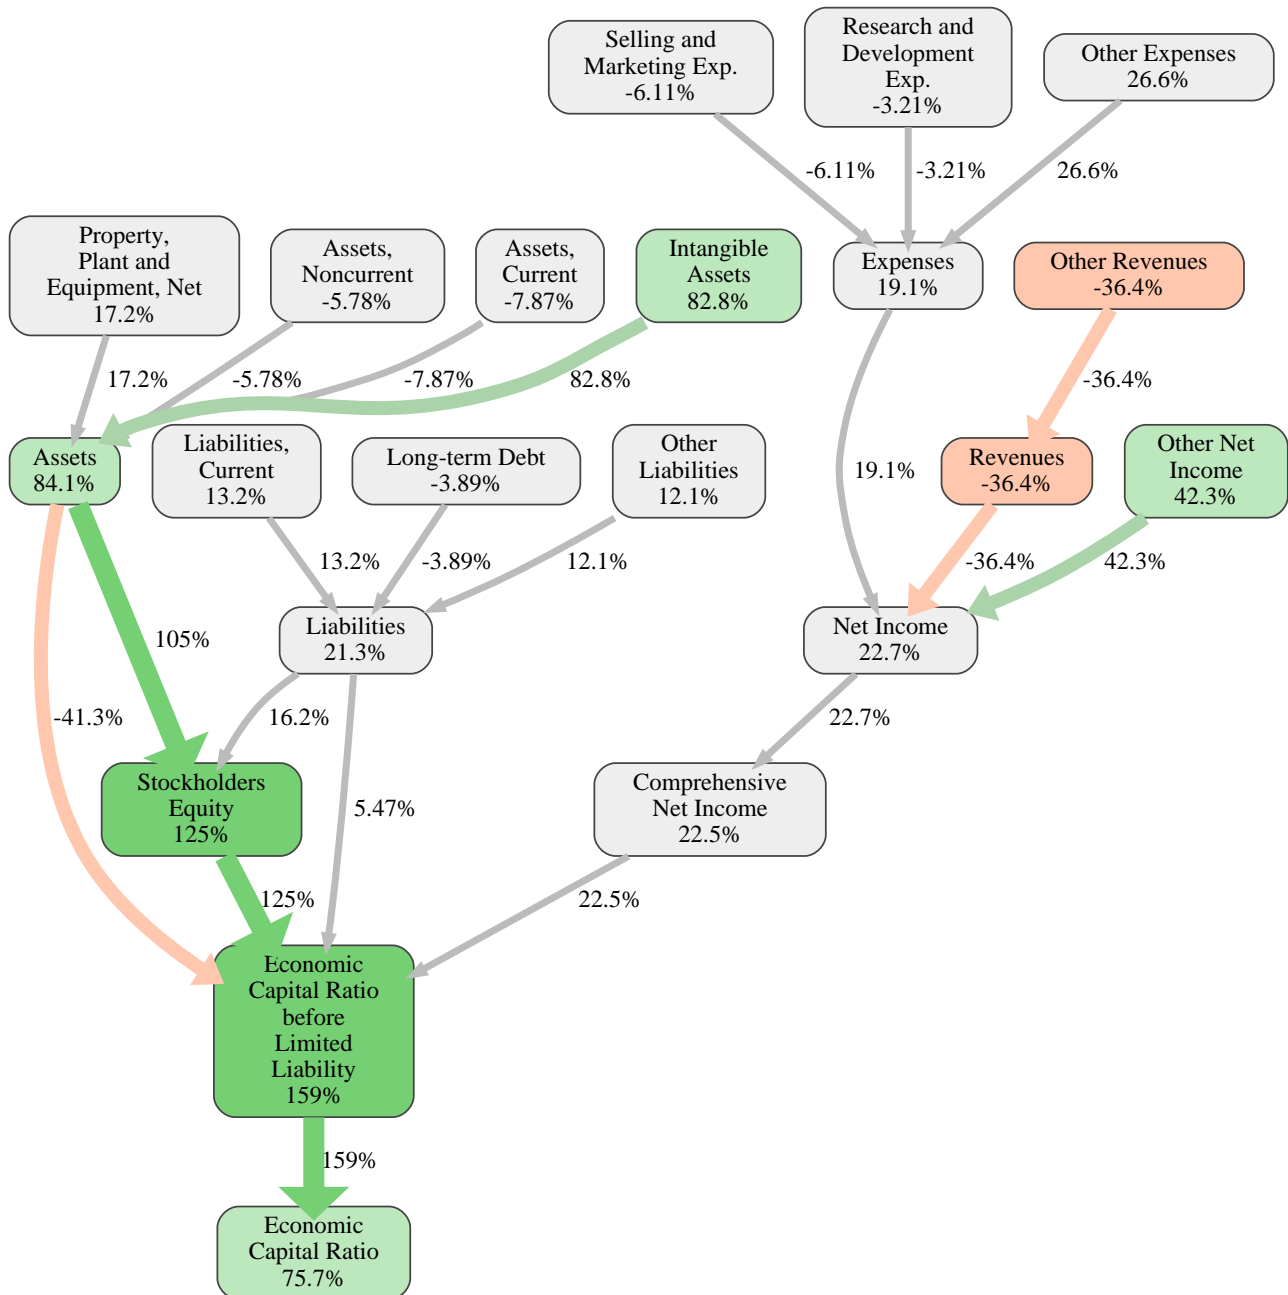 Selling and
Marketing Exp.
-6.11%
Research and
Development
Exp.
-3.21%
Other Expenses
26.6%
-6.11%
-3.21%
26.6%
Property,
Plant and
Equipment, Net
17.2%
Assets,
Noncurrent
-5.78%
Assets,
Current
-7.87%
Intangible
Assets
82.8%
Expenses
19.1%
Other Revenues
-36.4%
17.2%
-5.78%
-7.87%
82.8%
-36.4%
Assets
84.1%
Liabilities,
Current
13.2%
Long-term Debt
-3.89%
Other
Liabilities
12.1%
19.1%
Revenues
-36.4%
Other Net
Income
42.3%
13.2%
-3.89%
12.1%
-36.4%
42.3%
Liabilities
21.3%
Net Income
22.7%
105%
-41.3%
16.2%
22.7%
Stockholders
Equity
125%
5.47%
Comprehensive
Net Income
22.5%
125%
22.5%
Economic
Capital Ratio
before
Limited
Liability
159%
159%
Economic
Capital Ratio
75.7%